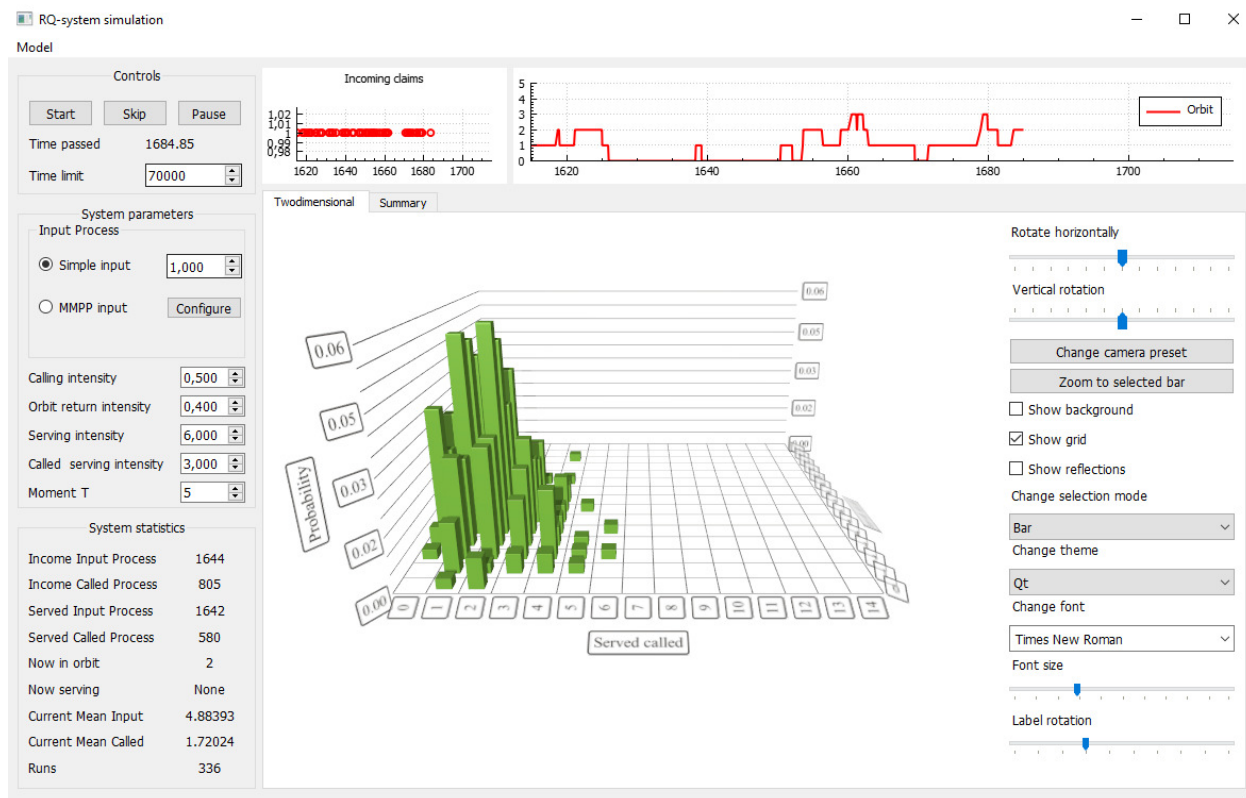 RQ-system simulation
Model
Controls
Start Skip Pause
Time passed 1684.85
Time limit 70000
System parameters
Input Process
Simple input 1,000
MMPP input Configure
Calling intensity 0,500
Orbit return intensity 0,400
Serving intensity 6,000
Called serving intensity 3,000
Moment T 5
System statistics
Income Input Process 1644
Income Called Process 805
Served Input Process 1642
Served Called Process 580
Now in orbit 2
Now serving None
Current Mean Input 4.88393
Current Mean Called 1.72024
Runs 336
Incoming claims
1,02
1,01
1
0,99
0,98
1620 1640 1660 1680 1700
5
4
3
2
1
0
1620 1640 1660 1680 1700
Orbit
Twodimensional Summary
0.06
0.05
0.03
0.02
0.00
0.06
0.05
0.03
0.02
0.00
Probability
0 1 2 3 4 5 6 7 8 9 10 11 12 13 14
Served called
Rotate horizontally
Vertical rotation
Change camera preset
Zoom to selected bar
Show background
Show grid
Show reflections
Change selection mode
Bar
Change theme
Qt
Change font
Times New Roman
Font size
Label rotation